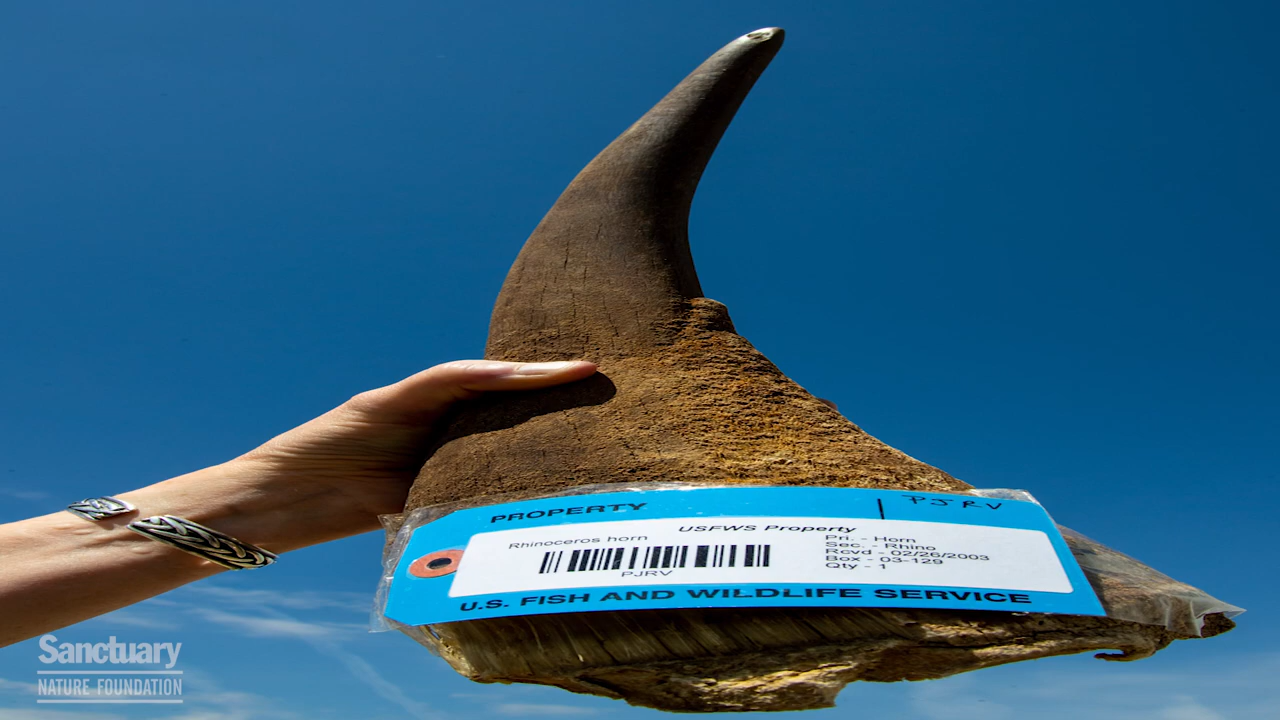 PROPERTY
PJRV
USFWS Property
Rhinoceros horn
PJRV
Pri. - Horn
Sec. - Rhino
Rcvd - 02/26/2003
Box - 03-129
Qty - 1
U.S. FISH AND WILDLIFE SERVICE
Sanctuary
NATURE FOUNDATION